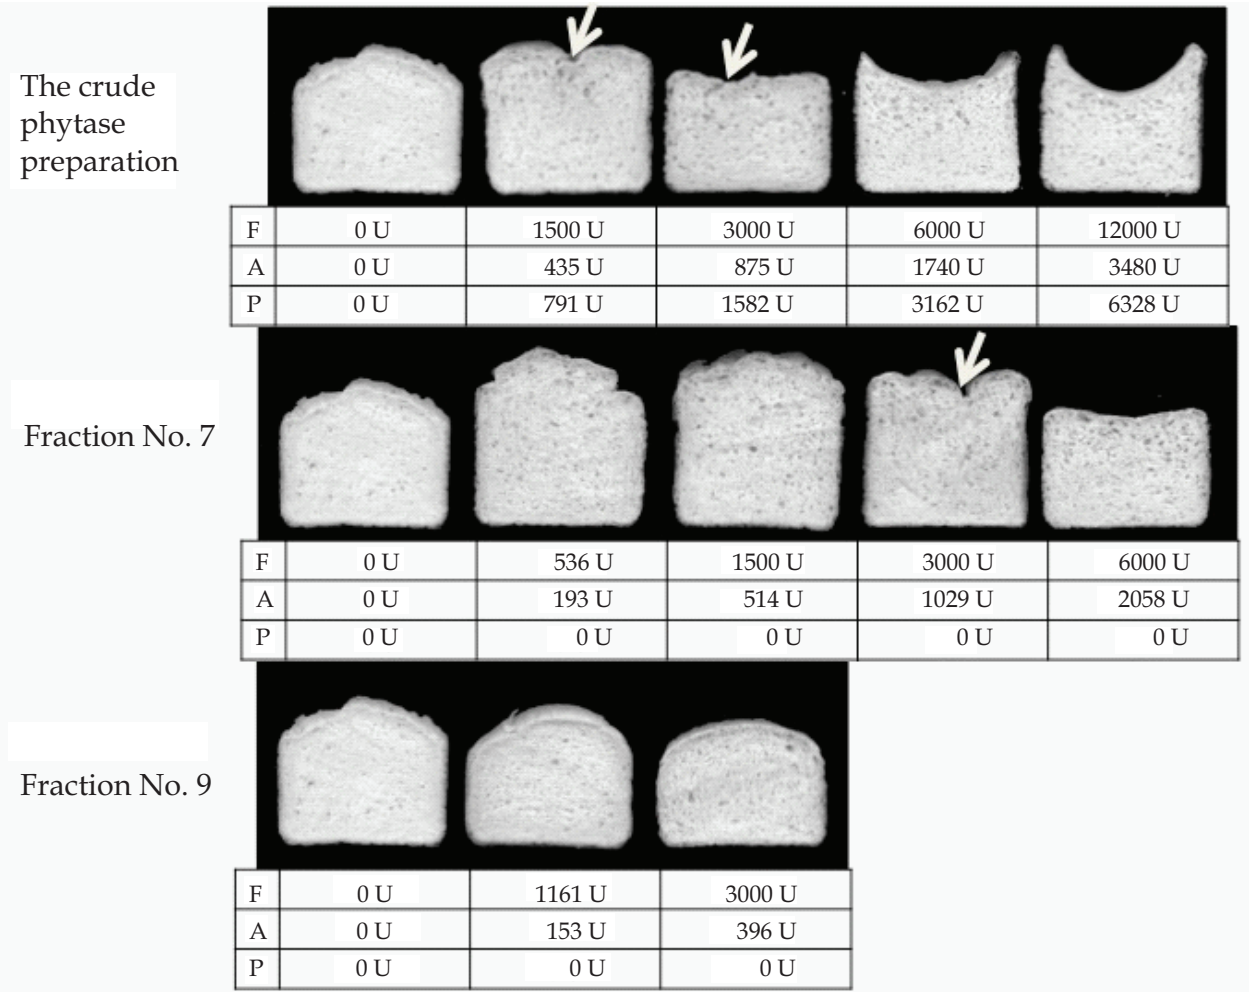 The crude
phytase
preparation
F 0 U 1500 U 3000 U 6000 U 12000 U
A 0 U 435 U 875 U 1740 U 3480 U
P 0 U 791 U 1582 U 3162 U 6328 U
Fraction No. 7
F 0 U 536 U 1500 U 3000 U 6000 U
A 0 U 193 U 514 U 1029 U 2058 U
P 0 U 0 U 0 U 0 U 0 U
Fraction No. 9
F 0 U 1161 U 3000 U
A 0 U 153 U 396 U
P 0 U 0 U 0 U